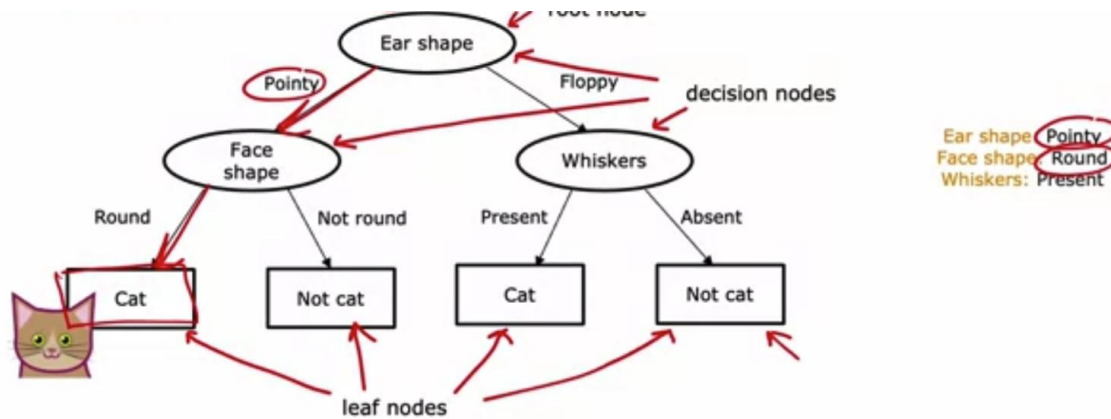 root node
Ear shape
Pointy
Floppy
decision nodes
Face
shape
Whiskers
Ear shape: Pointy
Face shape: Round
Whiskers: Present
Round
Not round
Present
Absent
Cat
Not cat
Cat
Not cat
leaf nodes